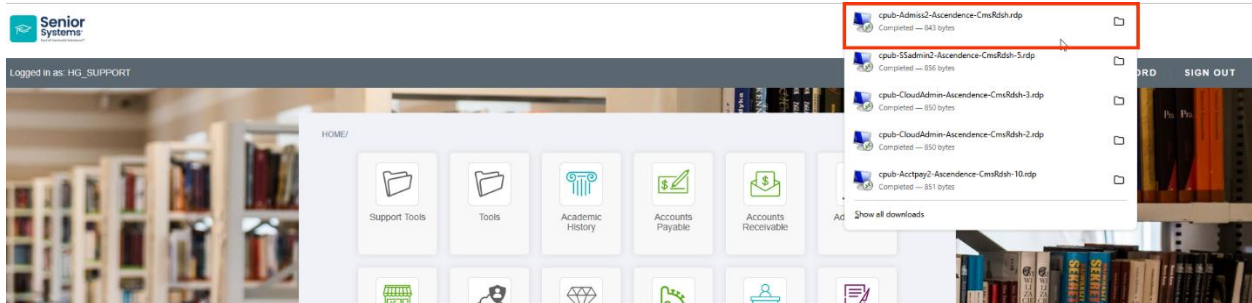 Senior
Systems
cpub-Admiss2-Ascendence-CmsRdsh.rdp
Completed — 843 bytes
cpub-SSadmin2-Ascendence-CmsRdsh-5.rdp
Completed — 856 bytes
Logged in as: HG_SUPPORT
ORD
SIGN OUT
cpub-CloudAdmin-Ascendence-CmsRdsh-3.rdp
Completed — 850 bytes
cpub-CloudAdmin-Ascendence-CmsRdsh-2.rdp
Completed — 850 bytes
cpub-Acctpay2-Ascendence-CmsRdsh-10.rdp
Completed — 851 bytes
Show all downloads
HOME/
Support Tools
Tools
Academic
History
Accounts
Payable
Accounts
Receivable
Ad